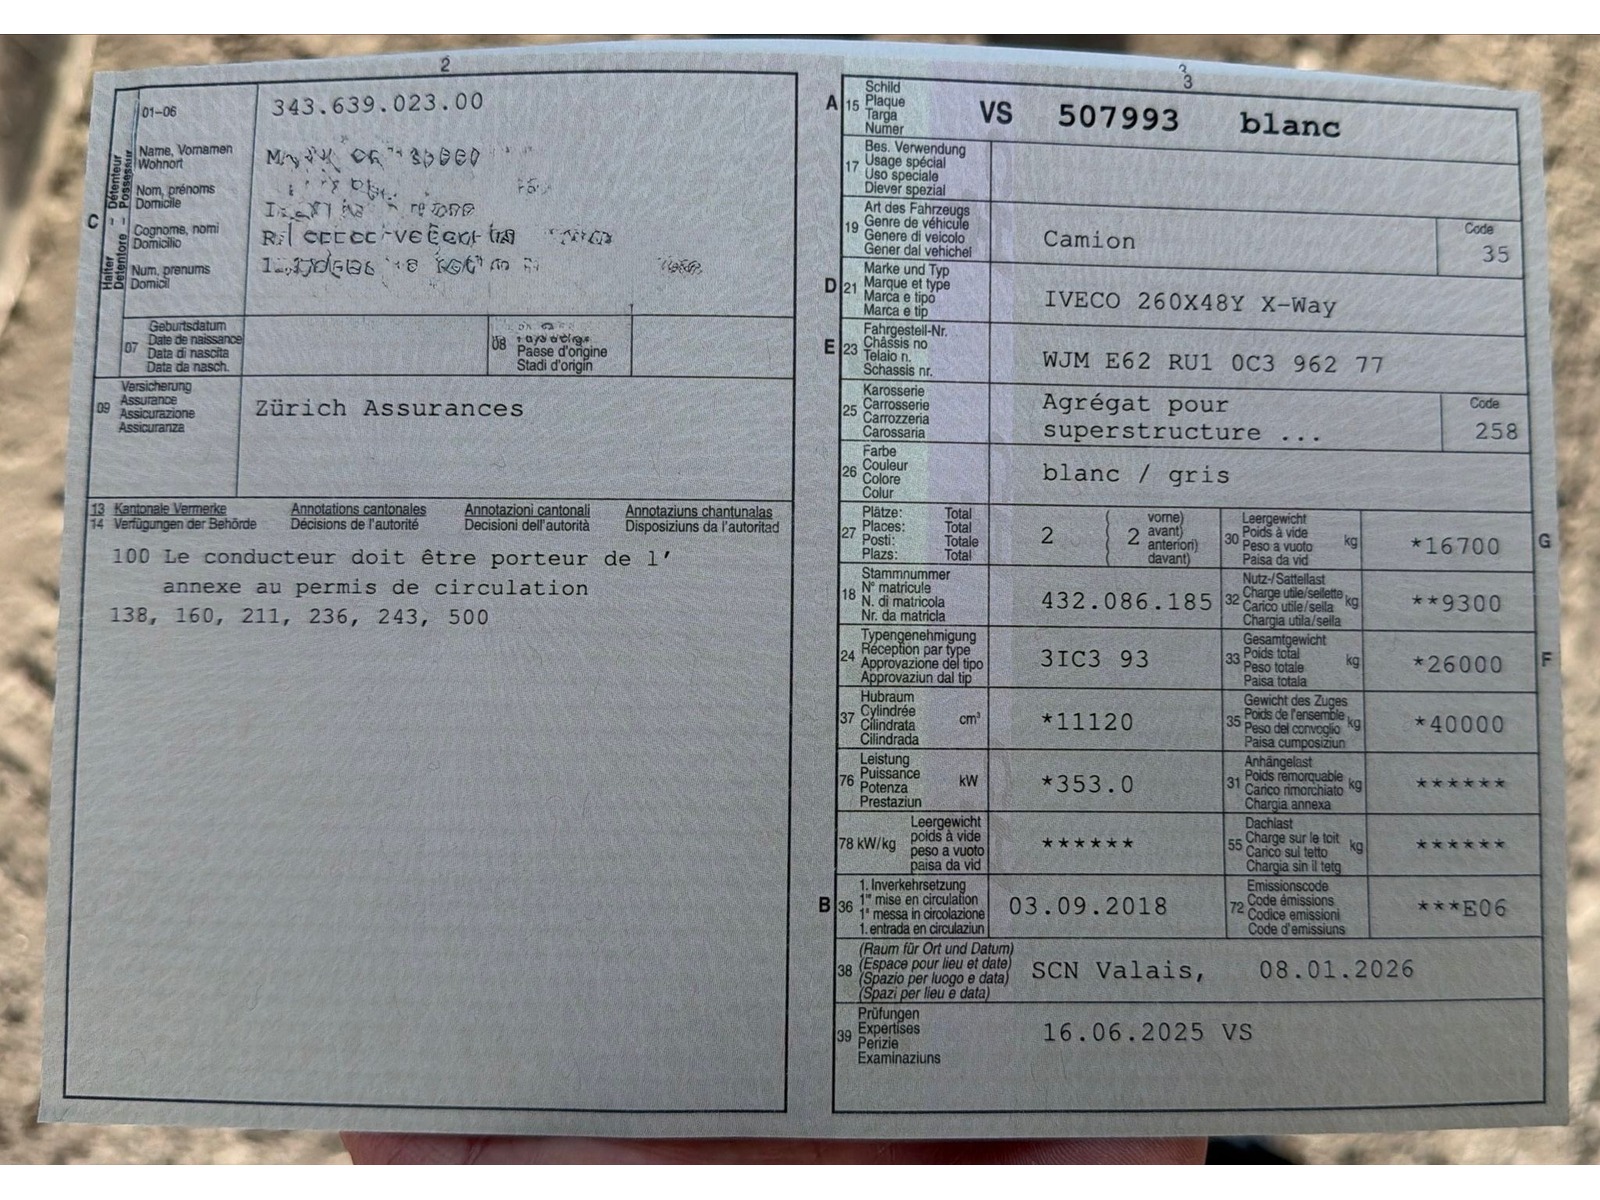 2
01–06
343.639.023.00
Name, Vornamen
Wohnort
Nom, prénoms
Domicile
Cognoms, nomi
Domicilio
Num, prenums
Domicil
C
Halter – Détenteur
Detentore – Possessur
07
Geburtsdatum
Date de naissance
Data di nascita
Data da nasch.
08
Paese d'origine
Stadi d'origin
09
Versicherung
Assurance
Assicurazione
Assicuranza
Zürich Assurances
13 Kantonale Vermerke Annotations cantonales Annotazioni cantonali Annotaziuns chantunalas
14 Verfügungen der Behörde Décisions de l'autorité Decisioni dell'autorità Disposiziuns da l'autoritad
100 Le conducteur doit être porteur de l'
annexe au permis de circulation
138, 160, 211, 236, 243, 500
3
3
A 15
Schild
Plaque
Targa
Numer
VS 507993 blanc
17
Bes. Verwendung
Usage spécial
Uso speciale
Diever spezial
19
Art des Fahrzeugs
Genre de véhicule
Genere di veicolo
Gener dal vehichel
Camion
Code
35
D 21
Marke und Typ
Marque et type
Marca e tipo
Marca e tip
IVECO 260X48Y X-Way
E 23
Fahrgestell-Nr.
Châssis no
Telaio n.
Schassis nr.
WJM E62 RU1 0C3 962 77
25
Karosserie
Carrosserie
Carrozzeria
Carossaria
Agrégat pour
superstructure ...
Code
258
26
Farbe
Couleur
Colore
Colur
blanc / gris
27
Plätze: Total
Places: Total
Posti: Totale
Plazs: Total
2
( 2 vorne)
avant)
anteriori)
davant)
30
Leergewicht
Poids à vide
Peso a vuoto
Paisa da vid
kg
*16700
G
18
Stammnummer
N° matricule
N. di matricola
Nr. da matricla
432.086.185
32
Nutz-/Sattellast
Charge utile/sellette
Carico utile/sella
Chargia utila/sella
kg
**9300
24
Typengenehmigung
Réception par type
Approvazione del tipo
Approvaziun dal tip
3IC3 93
33
Gesamtgewicht
Poids total
Peso totale
Paisa totala
kg
*26000
F
37
Hubraum
Cylindrée
Cilindrata
Cilindrada
cm³
*11120
35
Gewicht des Zuges
Poids de l'ensemble
Peso del convoglio
Paisa cumposiziun
kg
*40000
76
Leistung
Puissance
Potenza
Prestaziun
kW
*353.0
31
Anhängelast
Poids remorquable
Carico rimorchiato
Chargia annexa
kg
******
78 kW/kg
Leergewicht
poids à vide
peso a vuoto
paisa da vid
******
55
Dachlast
Charge sur le toit
Carico sul tetto
Chargia sin il tetg
kg
******
B 36
1. Inverkehrsetzung
1re mise en circulation
1a messa in circolazione
1. entrada en circulaziun
03.09.2018
72
Emissionscode
Code émissions
Codice emissioni
Code d'emissiuns
***E06
38
(Raum für Ort und Datum)
(Espace pour lieu et date)
(Spazio per luogo e data)
(Spazi per lieu e data)
SCN Valais, 08.01.2026
39
Prüfungen
Expertises
Perizie
Examinaziuns
16.06.2025 VS